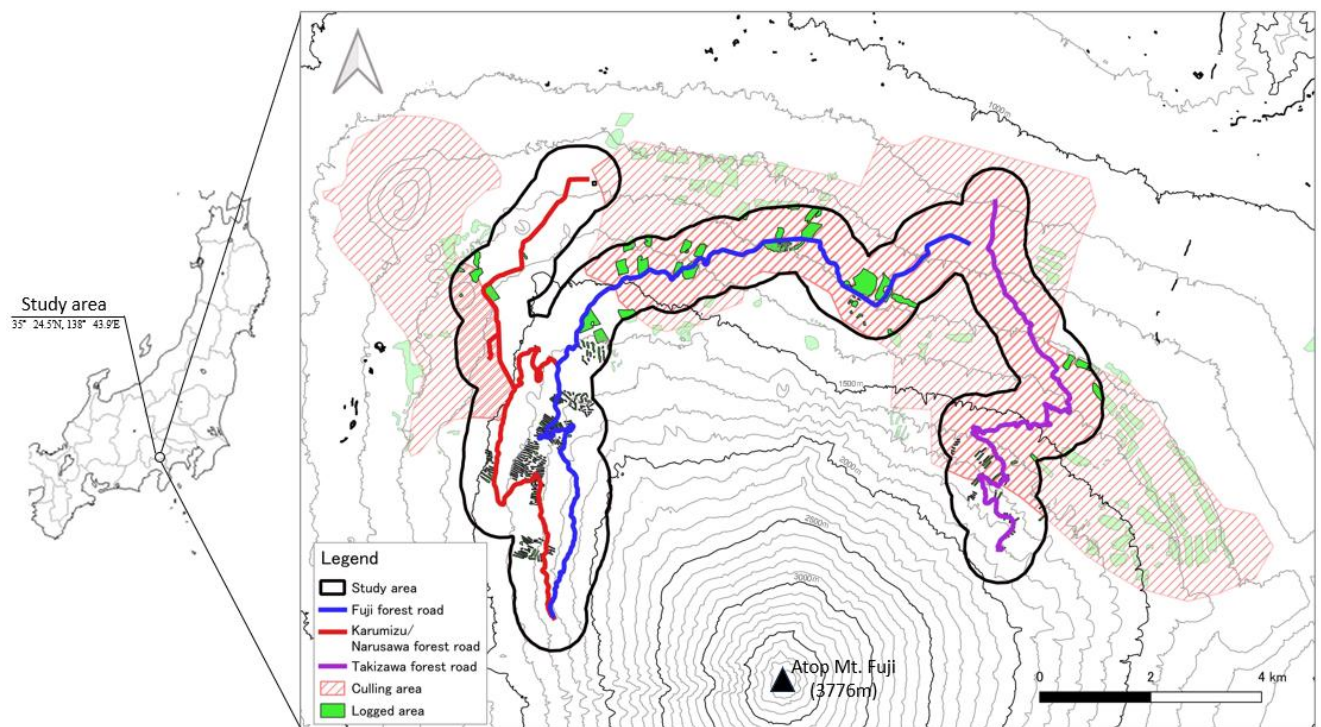 Study area
35° 24.5'N, 138° 43.9'E
1000m
1500m
2000m
2500m
3000m
Legend
Study area
Fuji forest road
Karumizu/
Narusawa forest road
Takizawa forest road
Culling area
Logged area
Atop Mt. Fuji
(3776m)
0 2 4 km